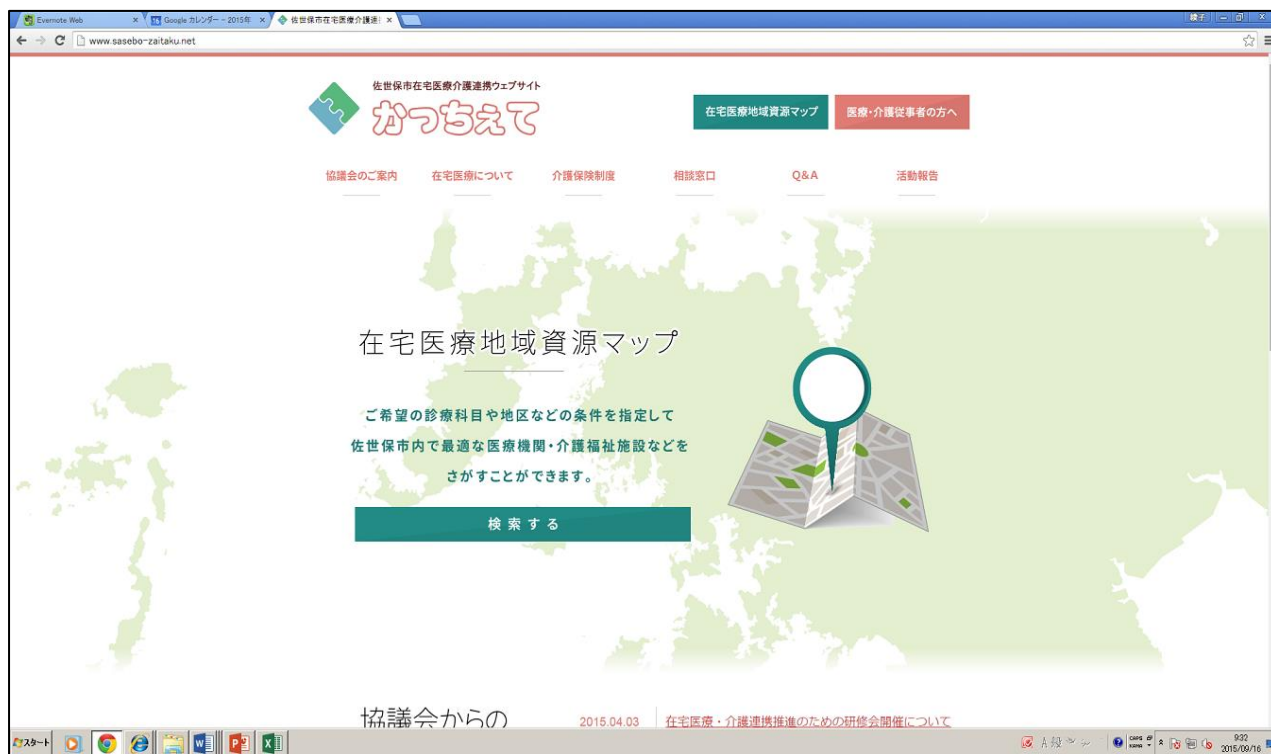 Evernote Web
Google カレンダー - 2015年
佐世保市在宅医療介護連
www.sasebo-zaitaku.net
佐世保市在宅医療介護連携ウェブサイト
かっちぇて
在宅医療地域資源マップ
医療・介護従事者の方へ
協議会のご案内
在宅医療について
介護保険制度
相談窓口
Q&A
活動報告
在宅医療地域資源マップ
ご希望の診療科目や地区などの条件を指定して
佐世保市内で最適な医療機関・介護福祉施設などを
さがすことができます。
検索する
協議会からの
2015.04.03
在宅医療・介護連携推進のための研修会開催について
スタート
A 般
CAPS
KANA
9:32
2015/09/16